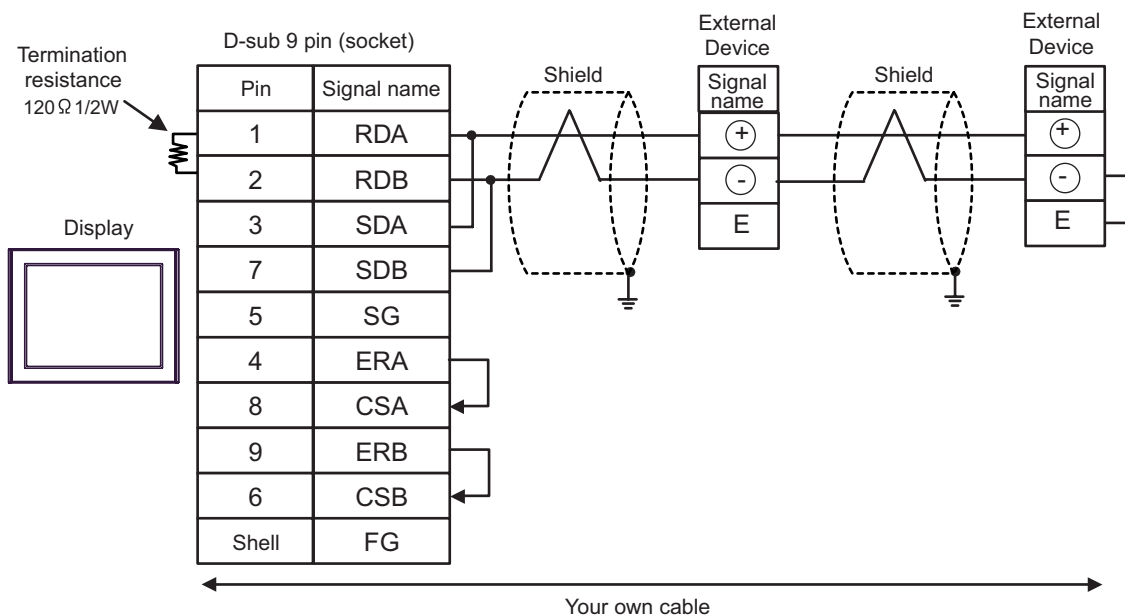 Termination
resistance
120Ω 1/2W
D-sub 9 pin (socket)
Pin Signal name
1 RDA
2 RDB
3 SDA
7 SDB
5 SG
4 ERA
8 CSA
9 ERB
6 CSB
Shell FG
Display
Shield
External
Device
Signal
name
+
-
E
Shield
External
Device
Signal
name
+
-
E
Your own cable